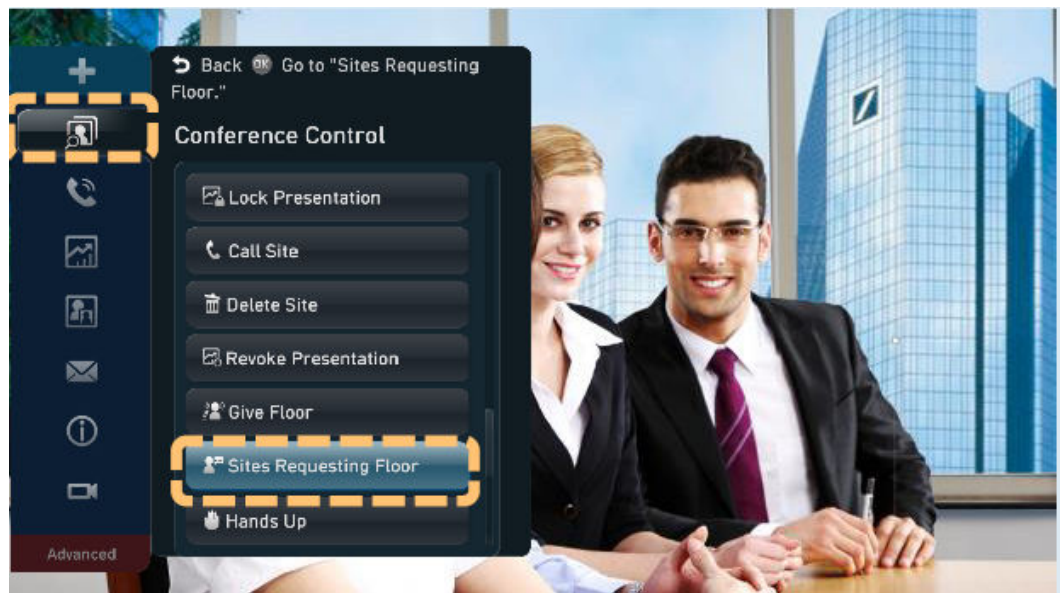 Back OK Go to "Sites Requesting
Floor."
Conference Control
Lock Presentation
Call Site
Delete Site
Revoke Presentation
Give Floor
Sites Requesting Floor
Hands Up
Advanced